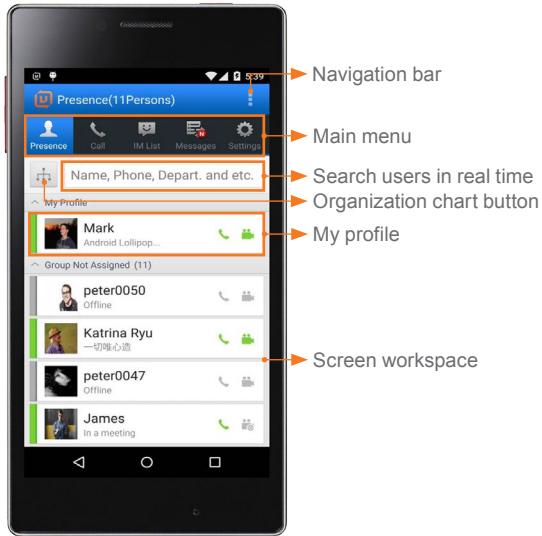 5:39
Presence(11Persons)
Presence
Call
IM List
Messages
N
Settings
Name, Phone, Depart. and etc.
My Profile
Mark
Android Lollipop...
Group Not Assigned (11)
peter0050
Offline
Katrina Ryu
一切唯心造
peter0047
Offline
James
In a meeting
Navigation bar
Main menu
Search users in real time
Organization chart button
My profile
Screen workspace